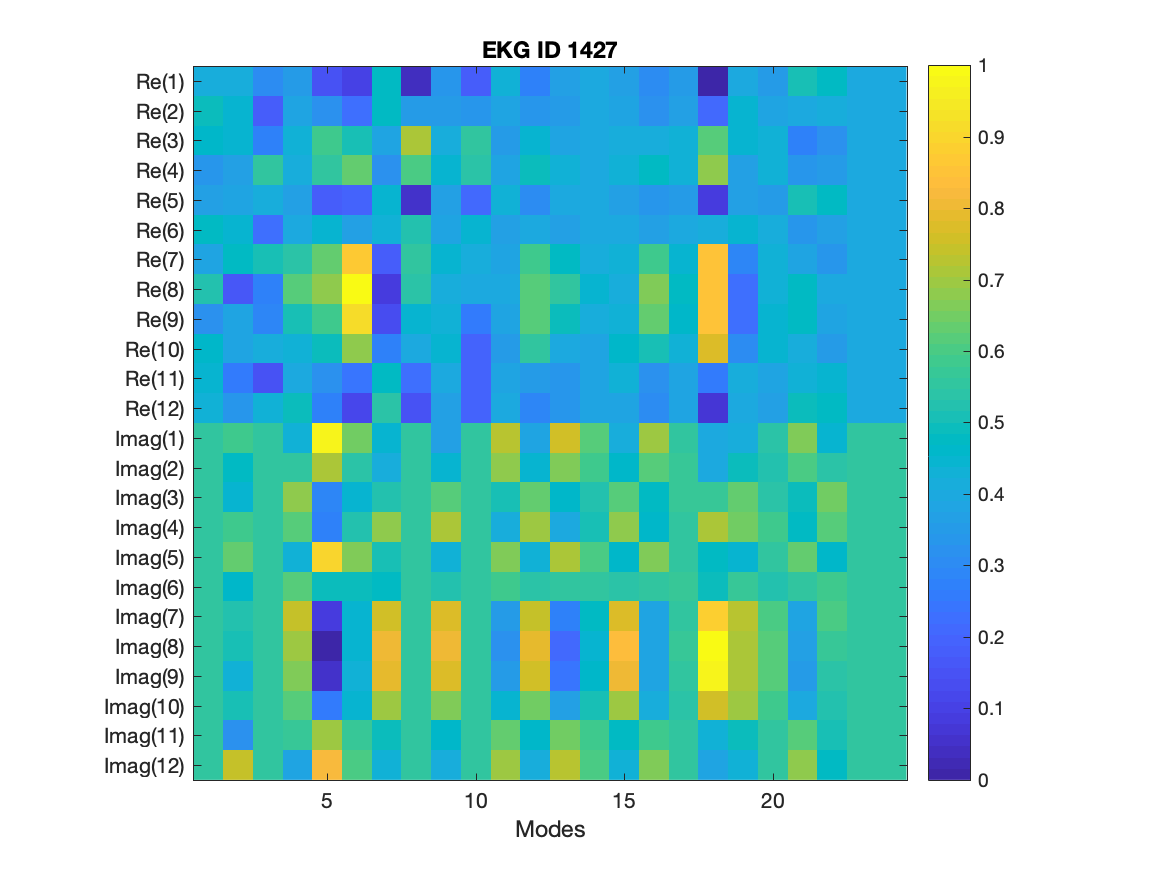 EKG ID 1427
Re(1)
Re(2)
Re(3)
Re(4)
Re(5)
Re(6)
Re(7)
Re(8)
Re(9)
Re(10)
Re(11)
Re(12)
Imag(1)
Imag(2)
Imag(3)
Imag(4)
Imag(5)
Imag(6)
Imag(7)
Imag(8)
Imag(9)
Imag(10)
Imag(11)
Imag(12)
5 10 15 20
Modes
1
0.9
0.8
0.7
0.6
0.5
0.4
0.3
0.2
0.1
0